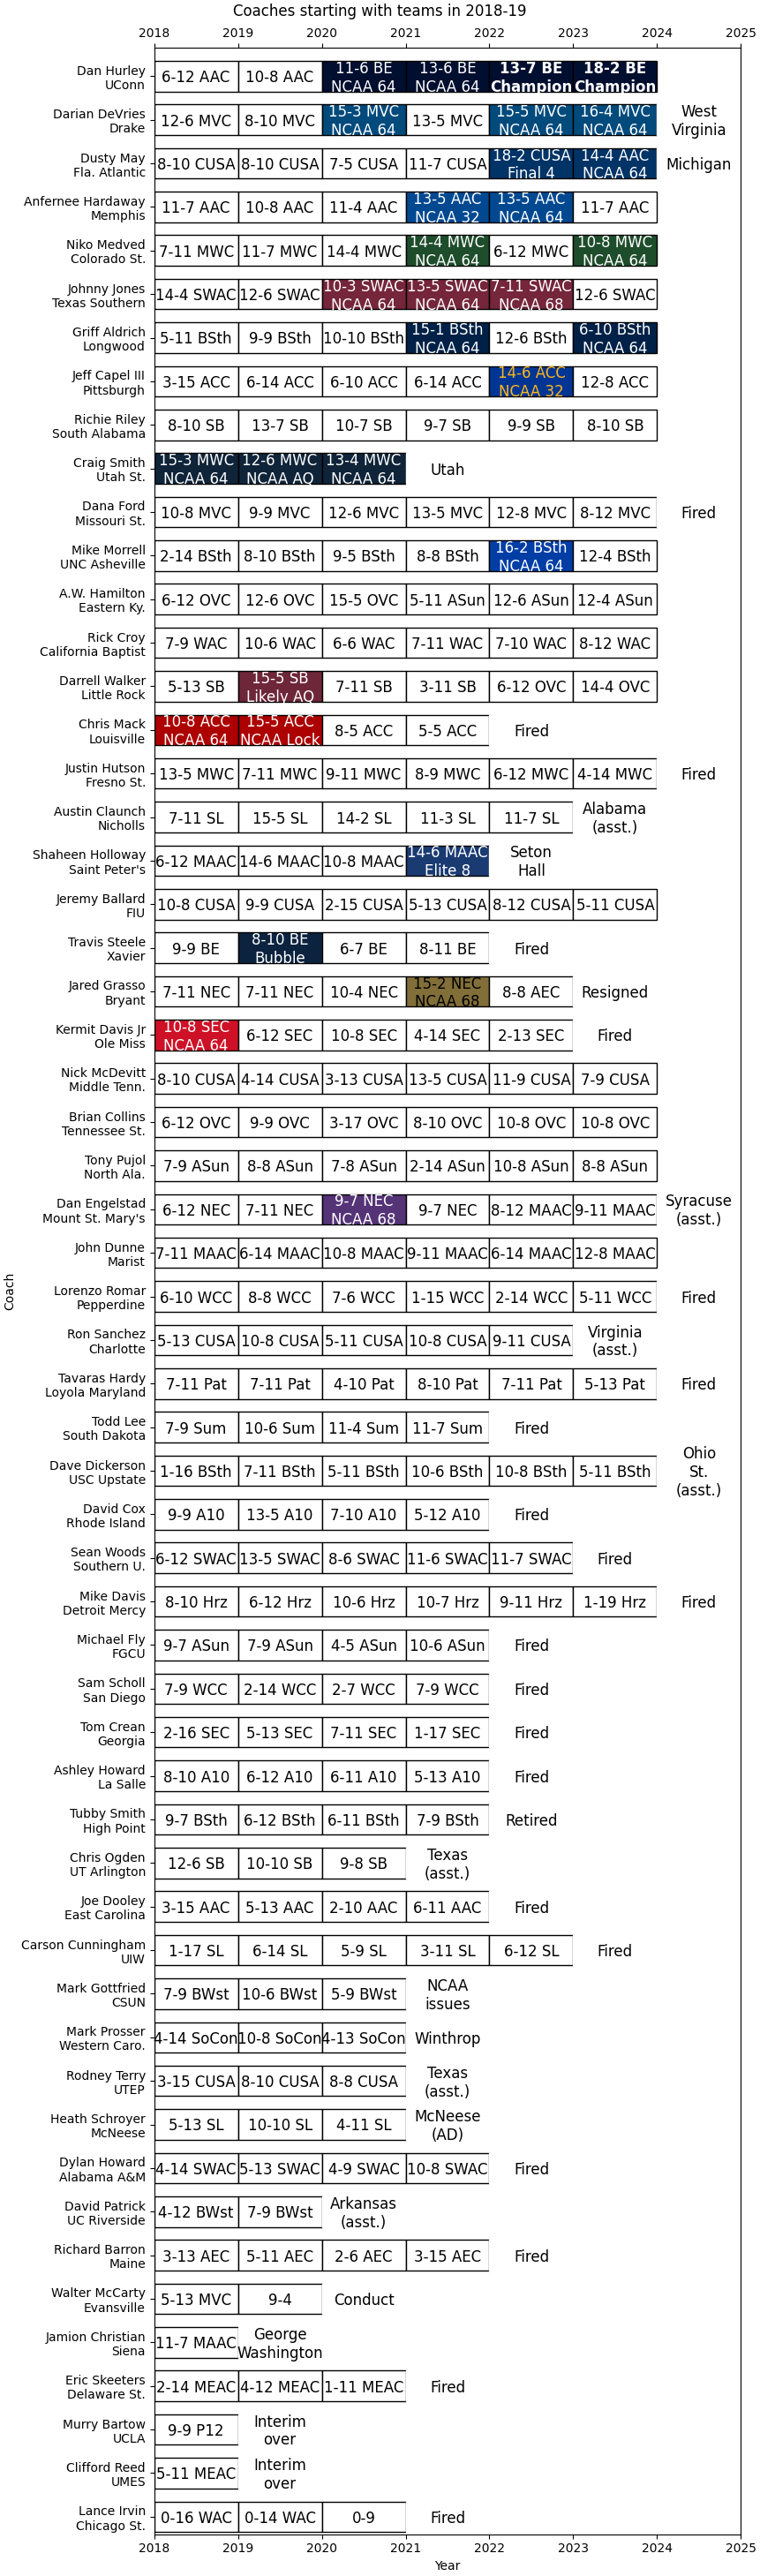 Coaches starting with teams in 2018-19
2018 2019 2020 2021 2022 2023 2024 2025
Dan Hurley
UConn
6-12 AAC 10-8 AAC 11-6 BE 13-6 BE 13-7 BE 18-2 BE
NCAA 64 NCAA 64 Champion Champion
Darian DeVries
Drake
12-6 MVC 8-10 MVC 15-3 MVC 13-5 MVC 15-5 MVC 16-4 MVC West
NCAA 64 NCAA 64 NCAA 64 Virginia
Dusty May
Fla. Atlantic
8-10 CUSA 8-10 CUSA 7-5 CUSA 11-7 CUSA 18-2 CUSA 14-4 AAC Michigan
Final 4 NCAA 64
Anfernee Hardaway
Memphis
11-7 AAC 10-8 AAC 11-4 AAC 13-5 AAC 13-5 AAC 11-7 AAC
NCAA 32 NCAA 64
Niko Medved
Colorado St.
7-11 MWC 11-7 MWC 14-4 MWC 14-4 MWC 6-12 MWC 10-8 MWC
NCAA 64 NCAA 64
Johnny Jones
Texas Southern
14-4 SWAC 12-6 SWAC 10-3 SWAC 13-5 SWAC 7-11 SWAC 12-6 SWAC
NCAA 64 NCAA 64 NCAA 68
Griff Aldrich
Longwood
5-11 BSth 9-9 BSth 10-10 BSth 15-1 BSth 12-6 BSth 6-10 BSth
NCAA 64 NCAA 64
Jeff Capel III
Pittsburgh
3-15 ACC 6-14 ACC 6-10 ACC 6-14 ACC 14-6 ACC 12-8 ACC
NCAA 32
Richie Riley
South Alabama
8-10 SB 13-7 SB 10-7 SB 9-7 SB 9-9 SB 8-10 SB
Craig Smith
Utah St.
15-3 MWC 12-6 MWC 13-4 MWC Utah
NCAA 64 NCAA AQ NCAA 64
Dana Ford
Missouri St.
10-8 MVC 9-9 MVC 12-6 MVC 13-5 MVC 12-8 MVC 8-12 MVC Fired
Mike Morrell
UNC Asheville
2-14 BSth 8-10 BSth 9-5 BSth 8-8 BSth 16-2 BSth 12-4 BSth
NCAA 64
A.W. Hamilton
Eastern Ky.
6-12 OVC 12-6 OVC 15-5 OVC 5-11 ASun 12-6 ASun 12-4 ASun
Rick Croy
California Baptist
7-9 WAC 10-6 WAC 6-6 WAC 7-11 WAC 7-10 WAC 8-12 WAC
Darrell Walker
Little Rock
5-13 SB 15-5 SB 7-11 SB 3-11 SB 6-12 OVC 14-4 OVC
Likely AQ
Chris Mack
Louisville
10-8 ACC 15-5 ACC 8-5 ACC 5-5 ACC Fired
NCAA 64 NCAA Lock
Justin Hutson
Fresno St.
13-5 MWC 7-11 MWC 9-11 MWC 8-9 MWC 6-12 MWC 4-14 MWC Fired
Austin Claunch
Nicholls
7-11 SL 15-5 SL 14-2 SL 11-3 SL 11-7 SL Alabama
(asst.)
Shaheen Holloway
Saint Peter's
6-12 MAAC 14-6 MAAC 10-8 MAAC 14-6 MAAC Seton
Elite 8 Hall
Jeremy Ballard
FIU
10-8 CUSA 9-9 CUSA 2-15 CUSA 5-13 CUSA 8-12 CUSA 5-11 CUSA
Travis Steele
Xavier
9-9 BE 8-10 BE 6-7 BE 8-11 BE Fired
Bubble
Jared Grasso
Bryant
7-11 NEC 7-11 NEC 10-4 NEC 15-2 NEC 8-8 AEC Resigned
NCAA 68
Kermit Davis Jr
Ole Miss
10-8 SEC 6-12 SEC 10-8 SEC 4-14 SEC 2-13 SEC Fired
NCAA 64
Nick McDevitt
Middle Tenn.
8-10 CUSA 4-14 CUSA 3-13 CUSA 13-5 CUSA 11-9 CUSA 7-9 CUSA
Brian Collins
Tennessee St.
6-12 OVC 9-9 OVC 3-17 OVC 8-10 OVC 10-8 OVC 10-8 OVC
Tony Pujol
North Ala.
7-9 ASun 8-8 ASun 7-8 ASun 2-14 ASun 10-8 ASun 8-8 ASun
Dan Engelstad
Mount St. Mary's
6-12 NEC 7-11 NEC 9-7 NEC 9-7 NEC 8-12 MAAC 9-11 MAAC Syracuse
NCAA 68 (asst.)
John Dunne
Marist
7-11 MAAC 6-14 MAAC 10-8 MAAC 9-11 MAAC 6-14 MAAC 12-8 MAAC
Coach
Lorenzo Romar
Pepperdine
6-10 WCC 8-8 WCC 7-6 WCC 1-15 WCC 2-14 WCC 5-11 WCC Fired
Ron Sanchez
Charlotte
5-13 CUSA 10-8 CUSA 5-11 CUSA 10-8 CUSA 9-11 CUSA Virginia
(asst.)
Tavaras Hardy
Loyola Maryland
7-11 Pat 7-11 Pat 4-10 Pat 8-10 Pat 7-11 Pat 5-13 Pat Fired
Todd Lee
South Dakota
7-9 Sum 10-6 Sum 11-4 Sum 11-7 Sum Fired
Dave Dickerson
USC Upstate
1-16 BSth 7-11 BSth 5-11 BSth 10-6 BSth 10-8 BSth 5-11 BSth Ohio
St.
(asst.)
David Cox
Rhode Island
9-9 A10 13-5 A10 7-10 A10 5-12 A10 Fired
Sean Woods
Southern U.
6-12 SWAC 13-5 SWAC 8-6 SWAC 11-6 SWAC 11-7 SWAC Fired
Mike Davis
Detroit Mercy
8-10 Hrz 6-12 Hrz 10-6 Hrz 10-7 Hrz 9-11 Hrz 1-19 Hrz Fired
Michael Fly
FGCU
9-7 ASun 7-9 ASun 4-5 ASun 10-6 ASun Fired
Sam Scholl
San Diego
7-9 WCC 2-14 WCC 2-7 WCC 7-9 WCC Fired
Tom Crean
Georgia
2-16 SEC 5-13 SEC 7-11 SEC 1-17 SEC Fired
Ashley Howard
La Salle
8-10 A10 6-12 A10 6-11 A10 5-13 A10 Fired
Tubby Smith
High Point
9-7 BSth 6-12 BSth 6-11 BSth 7-9 BSth Retired
Chris Ogden
UT Arlington
12-6 SB 10-10 SB 9-8 SB Texas
(asst.)
Joe Dooley
East Carolina
3-15 AAC 5-13 AAC 2-10 AAC 6-11 AAC Fired
Carson Cunningham
UIW
1-17 SL 6-14 SL 5-9 SL 3-11 SL 6-12 SL Fired
Mark Gottfried
CSUN
7-9 BWst 10-6 BWst 5-9 BWst NCAA
issues
Mark Prosser
Western Caro.
4-14 SoCon 10-8 SoCon 4-13 SoCon Winthrop
Rodney Terry
UTEP
3-15 CUSA 8-10 CUSA 8-8 CUSA Texas
(asst.)
Heath Schroyer
McNeese
5-13 SL 10-10 SL 4-11 SL McNeese
(AD)
Dylan Howard
Alabama A&M
4-14 SWAC 5-13 SWAC 4-9 SWAC 10-8 SWAC Fired
David Patrick
UC Riverside
4-12 BWst 7-9 BWst Arkansas
(asst.)
Richard Barron
Maine
3-13 AEC 5-11 AEC 2-6 AEC 3-15 AEC Fired
Walter McCarty
Evansville
5-13 MVC 9-4 Conduct
Jamion Christian
Siena
11-7 MAAC George
Washington
Eric Skeeters
Delaware St.
2-14 MEAC 4-12 MEAC 1-11 MEAC Fired
Murry Bartow
UCLA
9-9 P12 Interim
over
Clifford Reed
UMES
5-11 MEAC Interim
over
Lance Irvin
Chicago St.
0-16 WAC 0-14 WAC 0-9 Fired
2018 2019 2020 2021 2022 2023 2024 2025
Year